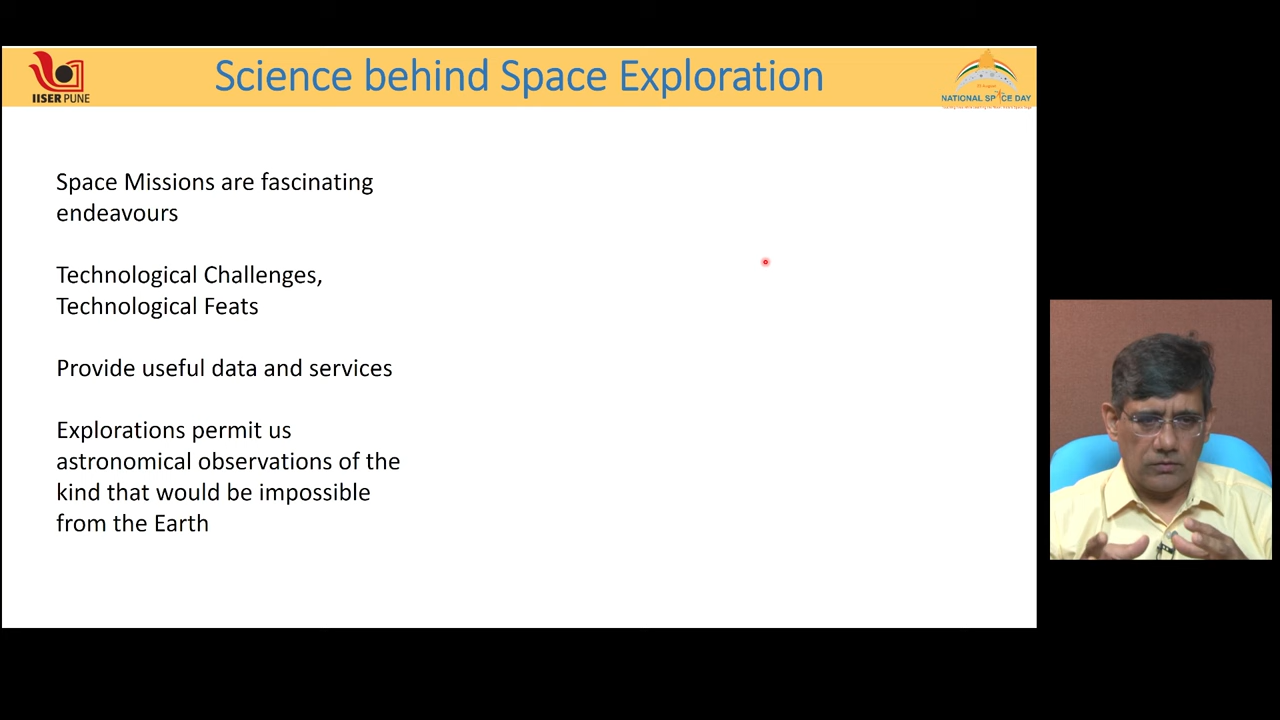 Science behind Space Exploration
IISER PUNE
NATIONAL SPACE DAY
Space Missions are fascinating
endeavours
Technological Challenges,
Technological Feats
Provide useful data and services
Explorations permit us
astronomical observations of the
kind that would be impossible
from the Earth